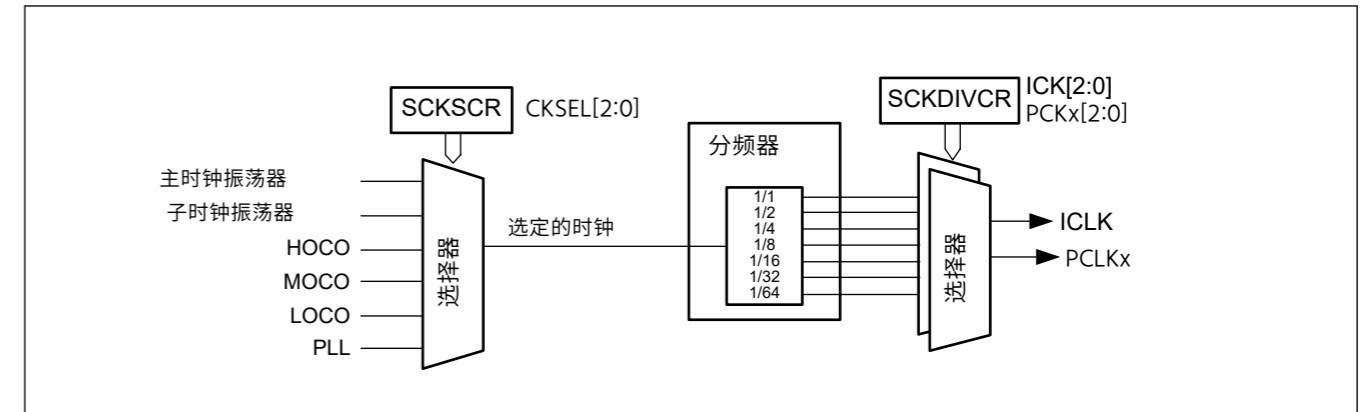 SCKSCR
CKSEL[2:0]
SCKDIVCR
ICK[2:0]
PCKx[2:0]
主时钟振荡器
子时钟振荡器
HOCO
MOCO
LOCO
PLL
选择器
选定的时钟
分频器
1/1
1/2
1/4
1/8
1/16
1/32
1/64
选择器
ICLK
PCLKx